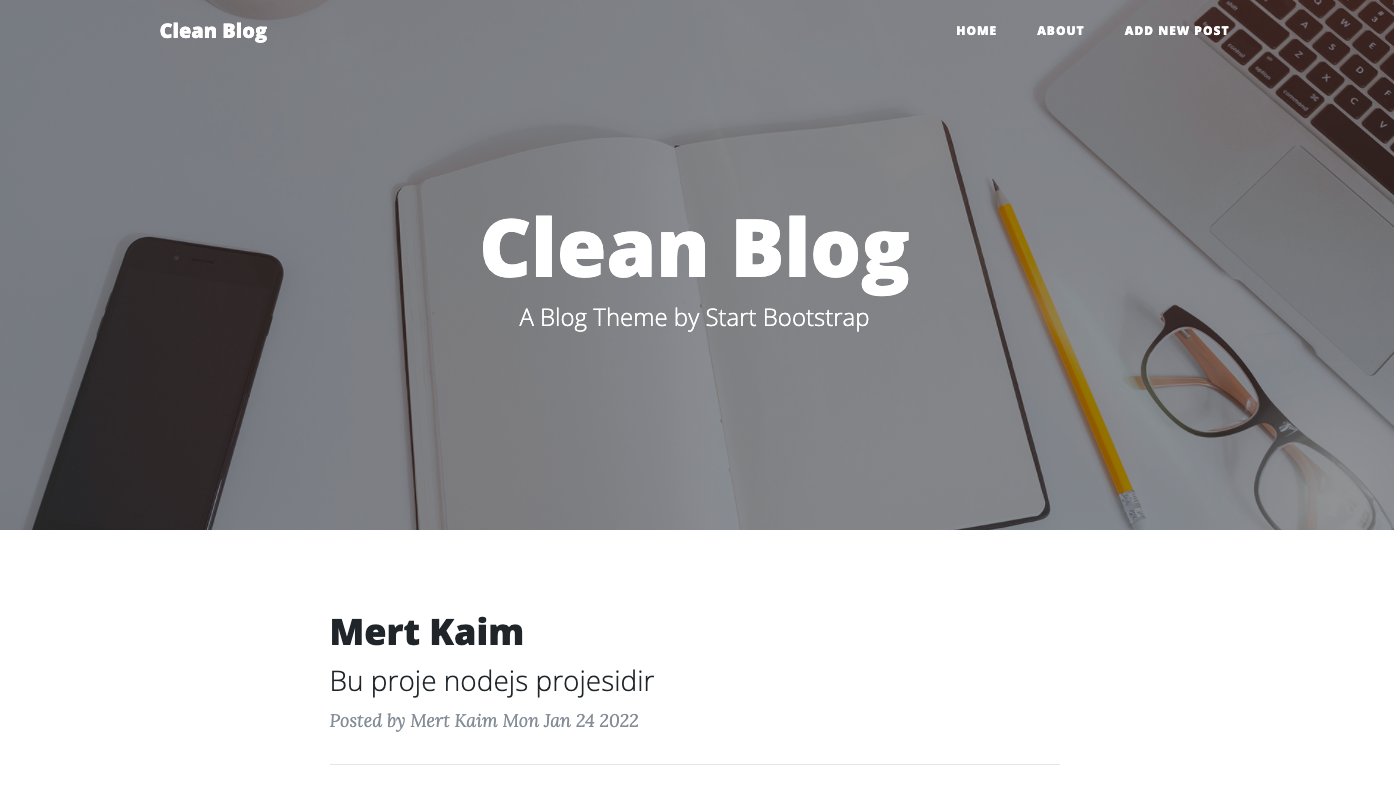 Clean Blog
HOME ABOUT ADD NEW POST
Clean Blog
A Blog Theme by Start Bootstrap
Mert Kaim
Bu proje nodejs projesidir
Posted by Mert Kaim Mon Jan 24 2022